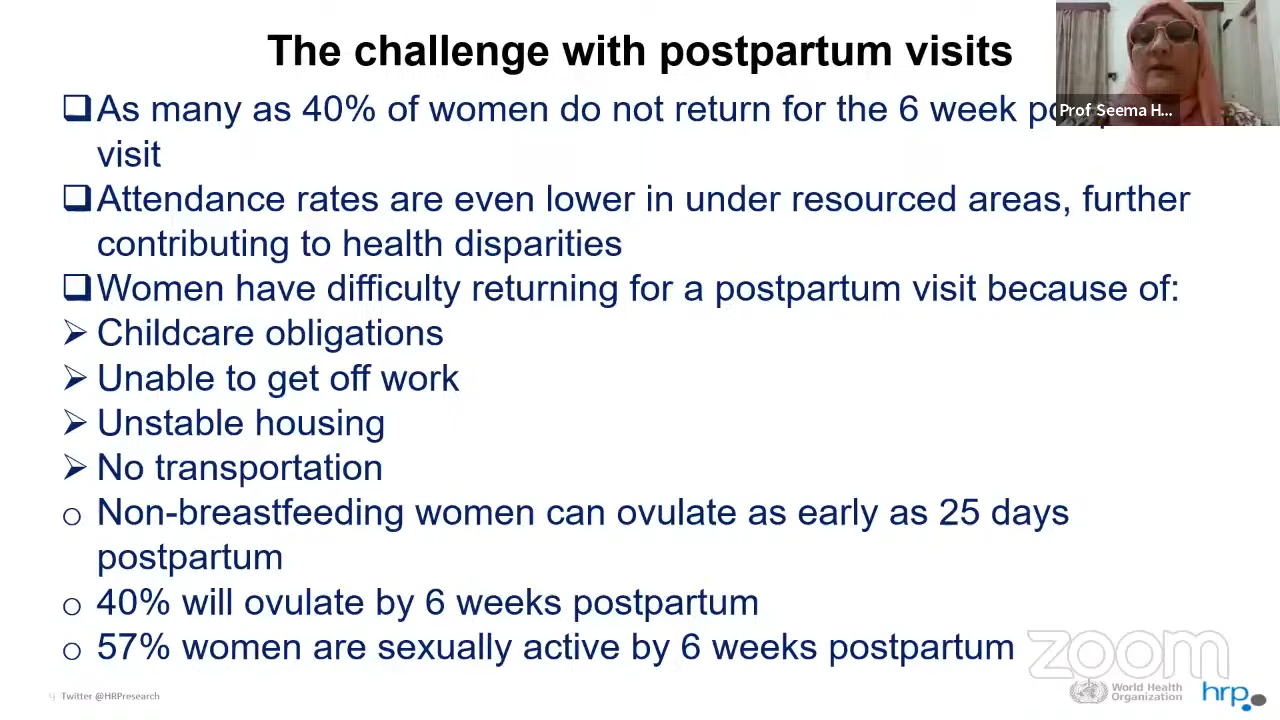 The challenge with postpartum visits
Prof Seema H...
As many as 40% of women do not return for the 6 week
visit
Attendance rates are even lower in under resourced areas, further
contributing to health disparities
Women have difficulty returning for a postpartum visit because of:
Childcare obligations
Unable to get off work
Unstable housing
No transportation
Non-breastfeeding women can ovulate as early as 25 days
postpartum
40% will ovulate by 6 weeks postpartum
57% women are sexually active by 6 weeks postpartum
zoom
9 Twitter @HRPresearch
World Health
Organization
hrp